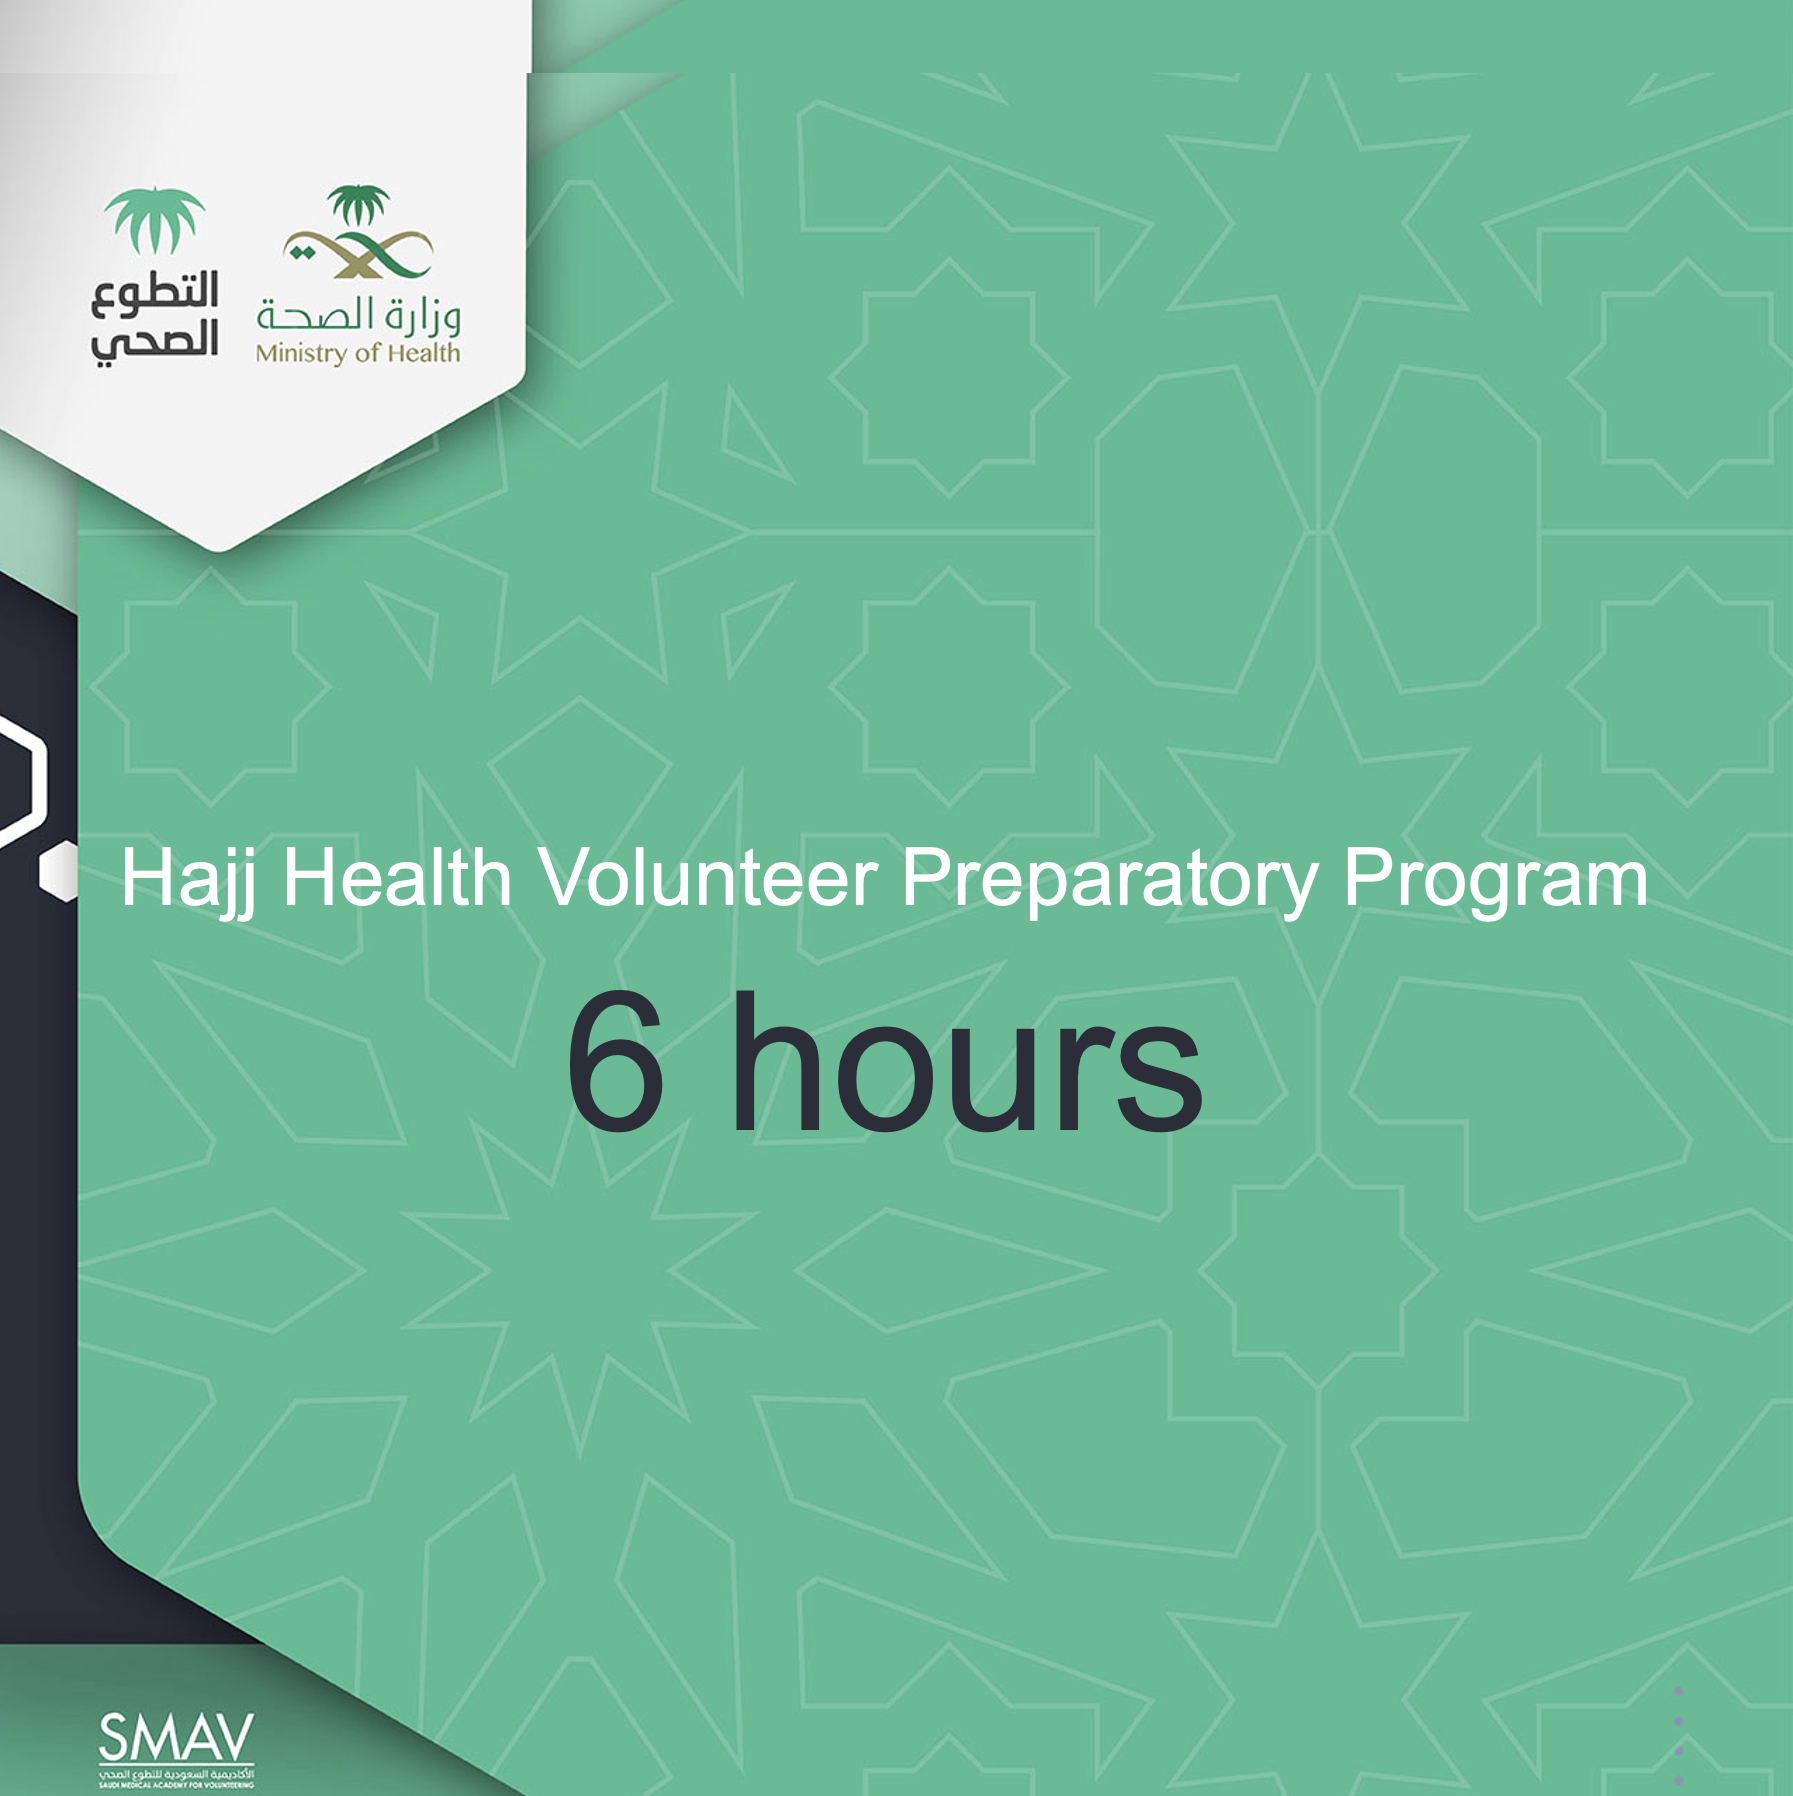 التطوع
الصحي
وزارة الصحة
Ministry of Health
Hajj Health Volunteer Preparatory Program
6 hours
SMAV
الأكاديمية السعودية للتطوع الصحي
SAUDI MEDICAL ACADEMY FOR VOLUNTEERING